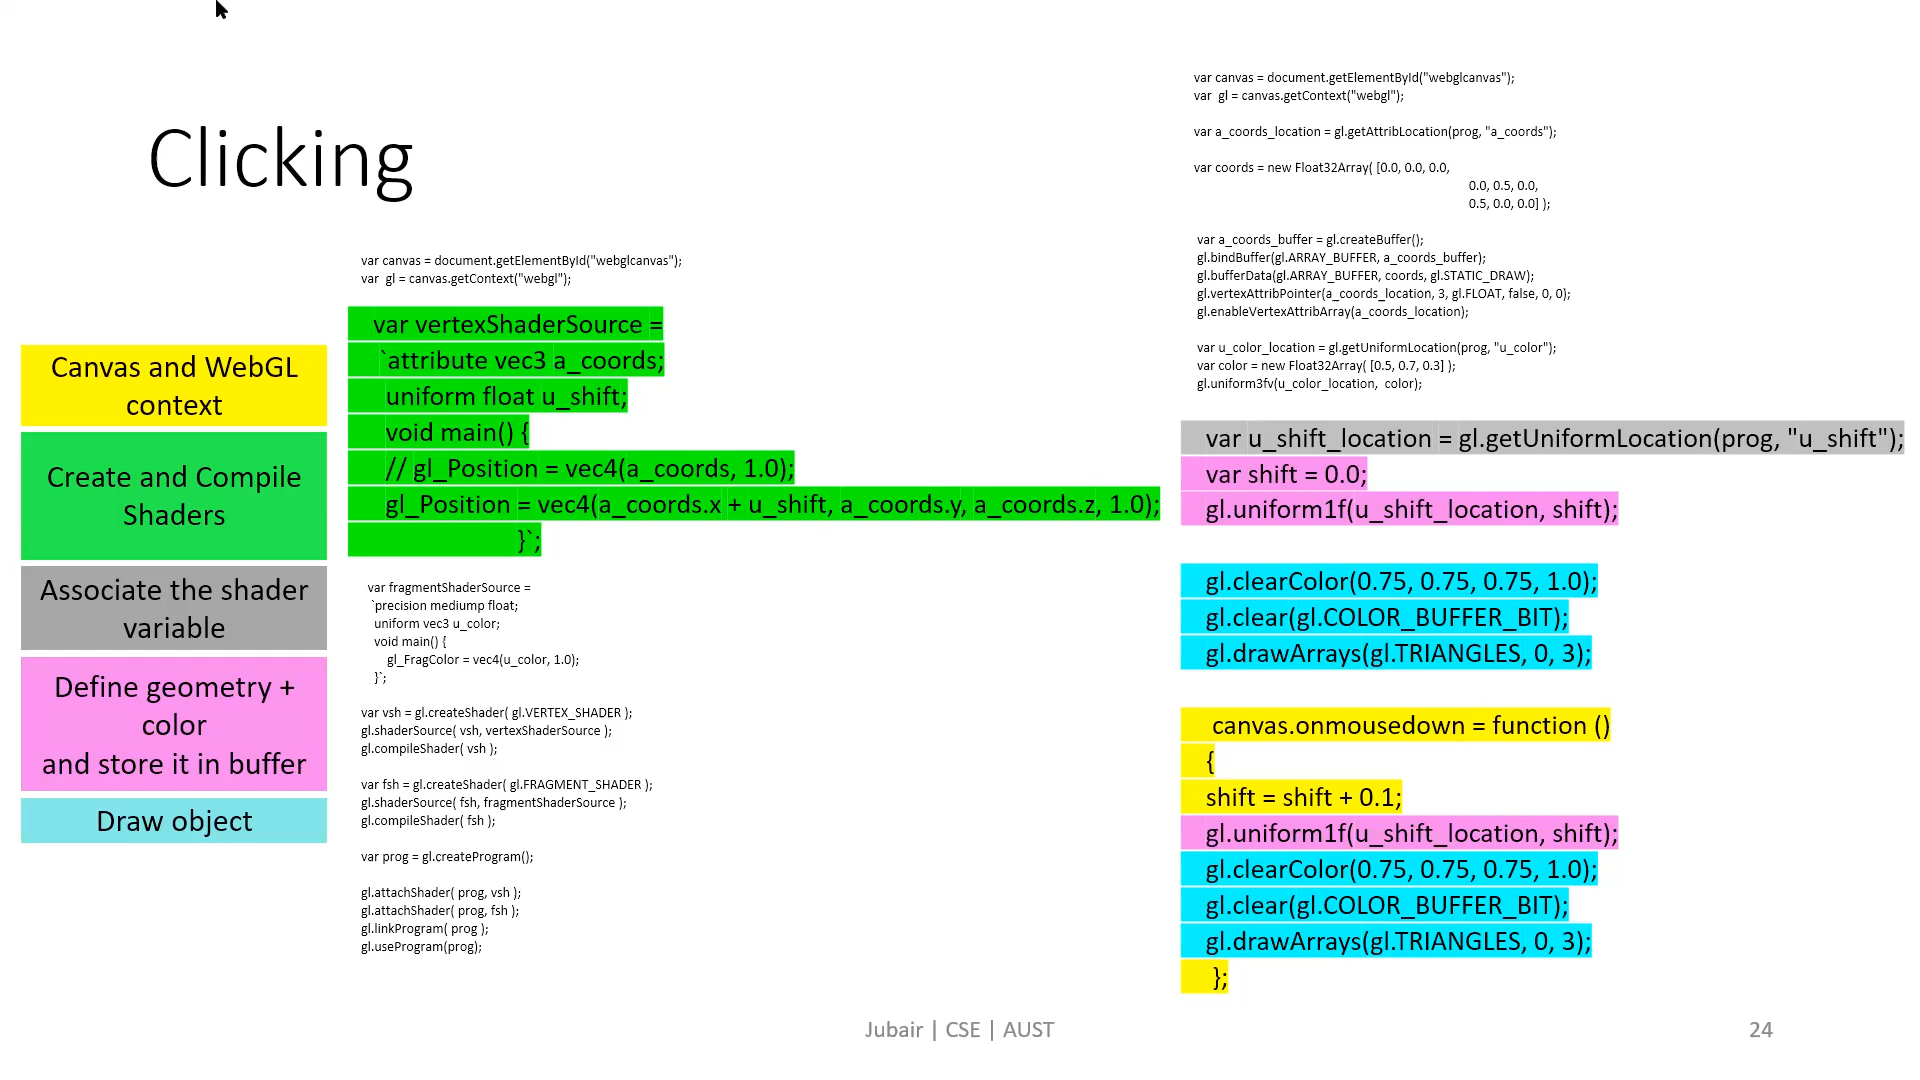 Clicking
Canvas and WebGL
context
Create and Compile
Shaders
Associate the shader
variable
Define geometry +
color
and store it in buffer
Draw object
var canvas = document.getElementById("webglcanvas");
var  gl = canvas.getContext("webgl");
var vertexShaderSource =
`attribute vec3 a_coords;
uniform float u_shift;
void main() {
// gl_Position = vec4(a_coords, 1.0);
gl_Position = vec4(a_coords.x + u_shift, a_coords.y, a_coords.z, 1.0);
}`;
var fragmentShaderSource =
`precision mediump float;
uniform vec3 u_color;
void main() {
gl_FragColor = vec4(u_color, 1.0);
}`;
var vsh = gl.createShader( gl.VERTEX_SHADER );
gl.shaderSource( vsh, vertexShaderSource );
gl.compileShader( vsh );
var fsh = gl.createShader( gl.FRAGMENT_SHADER );
gl.shaderSource( fsh, fragmentShaderSource );
gl.compileShader( fsh );
var prog = gl.createProgram();
gl.attachShader( prog, vsh );
gl.attachShader( prog, fsh );
gl.linkProgram( prog );
gl.useProgram(prog);
var canvas = document.getElementById("webglcanvas");
var  gl = canvas.getContext("webgl");
var a_coords_location = gl.getAttribLocation(prog, "a_coords");
var coords = new Float32Array( [0.0, 0.0, 0.0,
0.0, 0.5, 0.0,
0.5, 0.0, 0.0] );
var a_coords_buffer = gl.createBuffer();
gl.bindBuffer(gl.ARRAY_BUFFER, a_coords_buffer);
gl.bufferData(gl.ARRAY_BUFFER, coords, gl.STATIC_DRAW);
gl.vertexAttribPointer(a_coords_location, 3, gl.FLOAT, false, 0, 0);
gl.enableVertexAttribArray(a_coords_location);
var u_color_location = gl.getUniformLocation(prog, "u_color");
var color = new Float32Array( [0.5, 0.7, 0.3] );
gl.uniform3fv(u_color_location,  color);
var u_shift_location = gl.getUniformLocation(prog, "u_shift");
var shift = 0.0;
gl.uniform1f(u_shift_location, shift);
gl.clearColor(0.75, 0.75, 0.75, 1.0);
gl.clear(gl.COLOR_BUFFER_BIT);
gl.drawArrays(gl.TRIANGLES, 0, 3);
canvas.onmousedown = function ()
{
shift = shift + 0.1;
gl.uniform1f(u_shift_location, shift);
gl.clearColor(0.75, 0.75, 0.75, 1.0);
gl.clear(gl.COLOR_BUFFER_BIT);
gl.drawArrays(gl.TRIANGLES, 0, 3);
};
Jubair | CSE | AUST
24